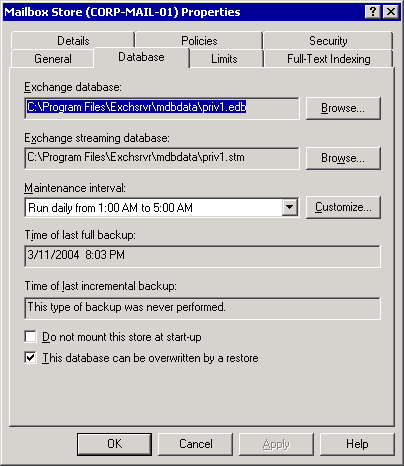 Mailbox Store (CORP-MAIL-01) Properties
Details Policies Security
General Database Limits Full-Text Indexing
Exchange database:
C:\Program Files\Exchsrvr\mdbdata\priv1.edb Browse...
Exchange streaming database:
C:\Program Files\Exchsrvr\mdbdata\priv1.stm Browse...
Maintenance interval:
Run daily from 1:00 AM to 5:00 AM Customize...
Time of last full backup:
3/11/2004 8:03 PM
Time of last incremental backup:
This type of backup was never performed.
Do not mount this store at start-up
This database can be overwritten by a restore
OK Cancel Apply Help